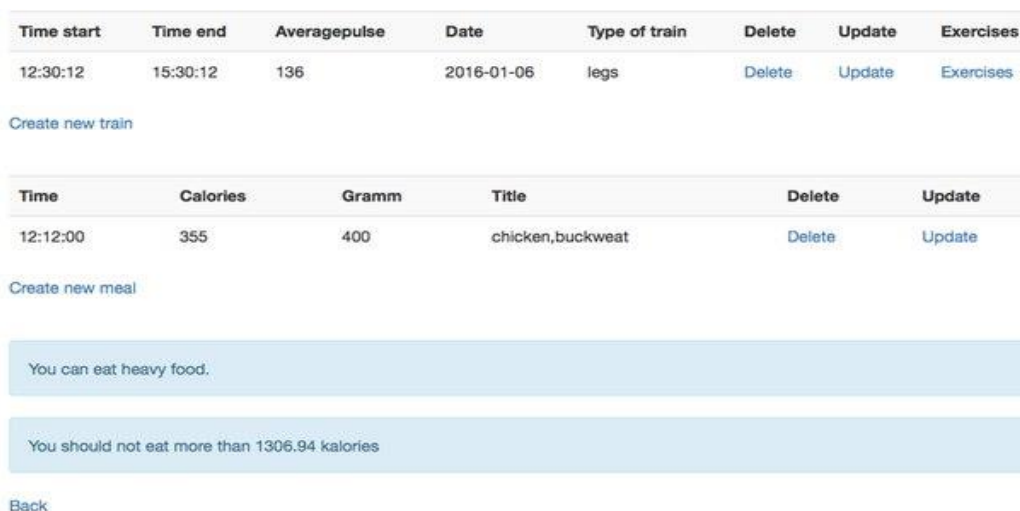 Time start Time end Averagepulse Date Type of train Delete Update Exercises
12:30:12 15:30:12 136 2016-01-06 legs Delete Update Exercises
Create new train
Time Calories Gramm Title Delete Update
12:12:00 355 400 chicken,buckweat Delete Update
Create new meal
You can eat heavy food.
You should not eat more than 1306.94 kalories
Back